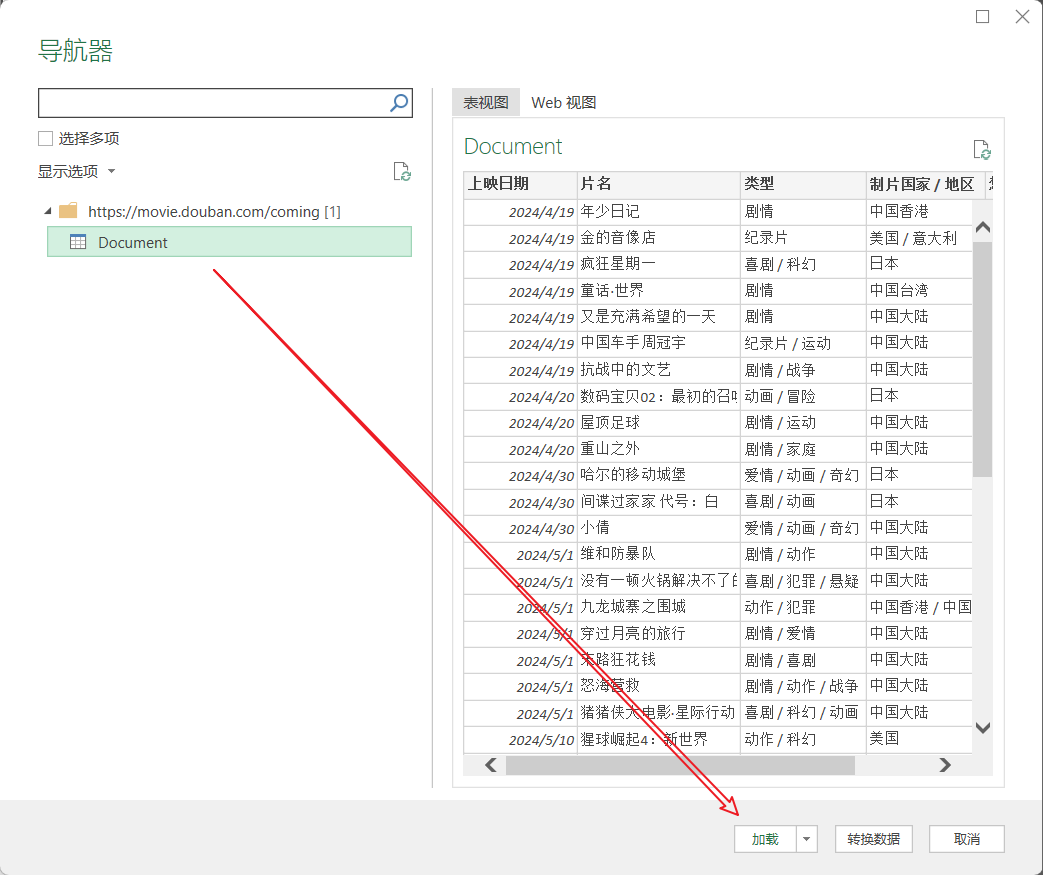 导航器
选择多项
显示选项
https://movie.douban.com/coming [1]
Document
表视图 Web 视图
Document
上映日期 片名 类型 制片国家 / 地区
2024/4/19 年少日记 剧情 中国香港
2024/4/19 金的音像店 纪录片 美国 / 意大利
2024/4/19 疯狂星期一 喜剧 / 科幻 日本
2024/4/19 童话·世界 剧情 中国台湾
2024/4/19 又是充满希望的一天 剧情 中国大陆
2024/4/19 中国车手周冠宇 纪录片 / 运动 中国大陆
2024/4/19 抗战中的文艺 剧情 / 战争 中国大陆
2024/4/20 数码宝贝02：最初的召 动画 / 冒险 日本
2024/4/20 屋顶足球 剧情 / 运动 中国大陆
2024/4/20 重山之外 剧情 / 家庭 中国大陆
2024/4/30 哈尔的移动城堡 爱情 / 动画 / 奇幻 日本
2024/4/30 间谍过家家 代号：白 喜剧 / 动画 日本
2024/4/30 小倩 爱情 / 动画 / 奇幻 中国大陆
2024/5/1 维和防暴队 剧情 / 动作 中国大陆
2024/5/1 没有一顿火锅解决不了 喜剧 / 犯罪 / 悬疑 中国大陆
2024/5/1 九龙城寨之围城 动作 / 犯罪 中国香港 / 中国
2024/5/1 穿过月亮的旅行 剧情 / 爱情 中国大陆
2024/5/1 末路狂花钱 剧情 / 喜剧 中国大陆
2024/5/1 怒海营救 剧情 / 动作 / 战争 中国大陆
2024/5/1 猪猪侠大电影·星际行动 喜剧 / 科幻 / 动画 中国大陆
2024/5/10 猩球崛起4：新世界 动作 / 科幻 美国
加载 转换数据 取消